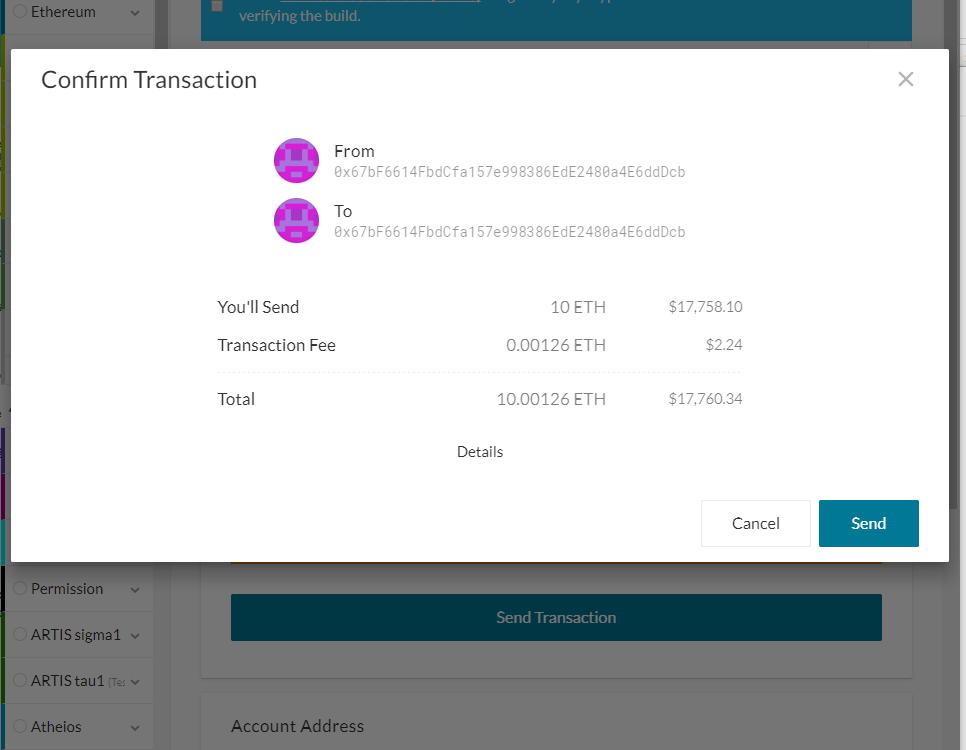 Ethereum
verifying the build.
Confirm Transaction
From
0x67bF6614FbdCfa157e998386EdE2480a4E6ddDcb
To
0x67bF6614FbdCfa157e998386EdE2480a4E6ddDcb
You'll Send 10 ETH $17,758.10
Transaction Fee 0.00126 ETH $2.24
Total 10.00126 ETH $17,760.34
Details
Cancel Send
Permission
Send Transaction
ARTIS sigma1
ARTIS tau1
Atheios
Account Address